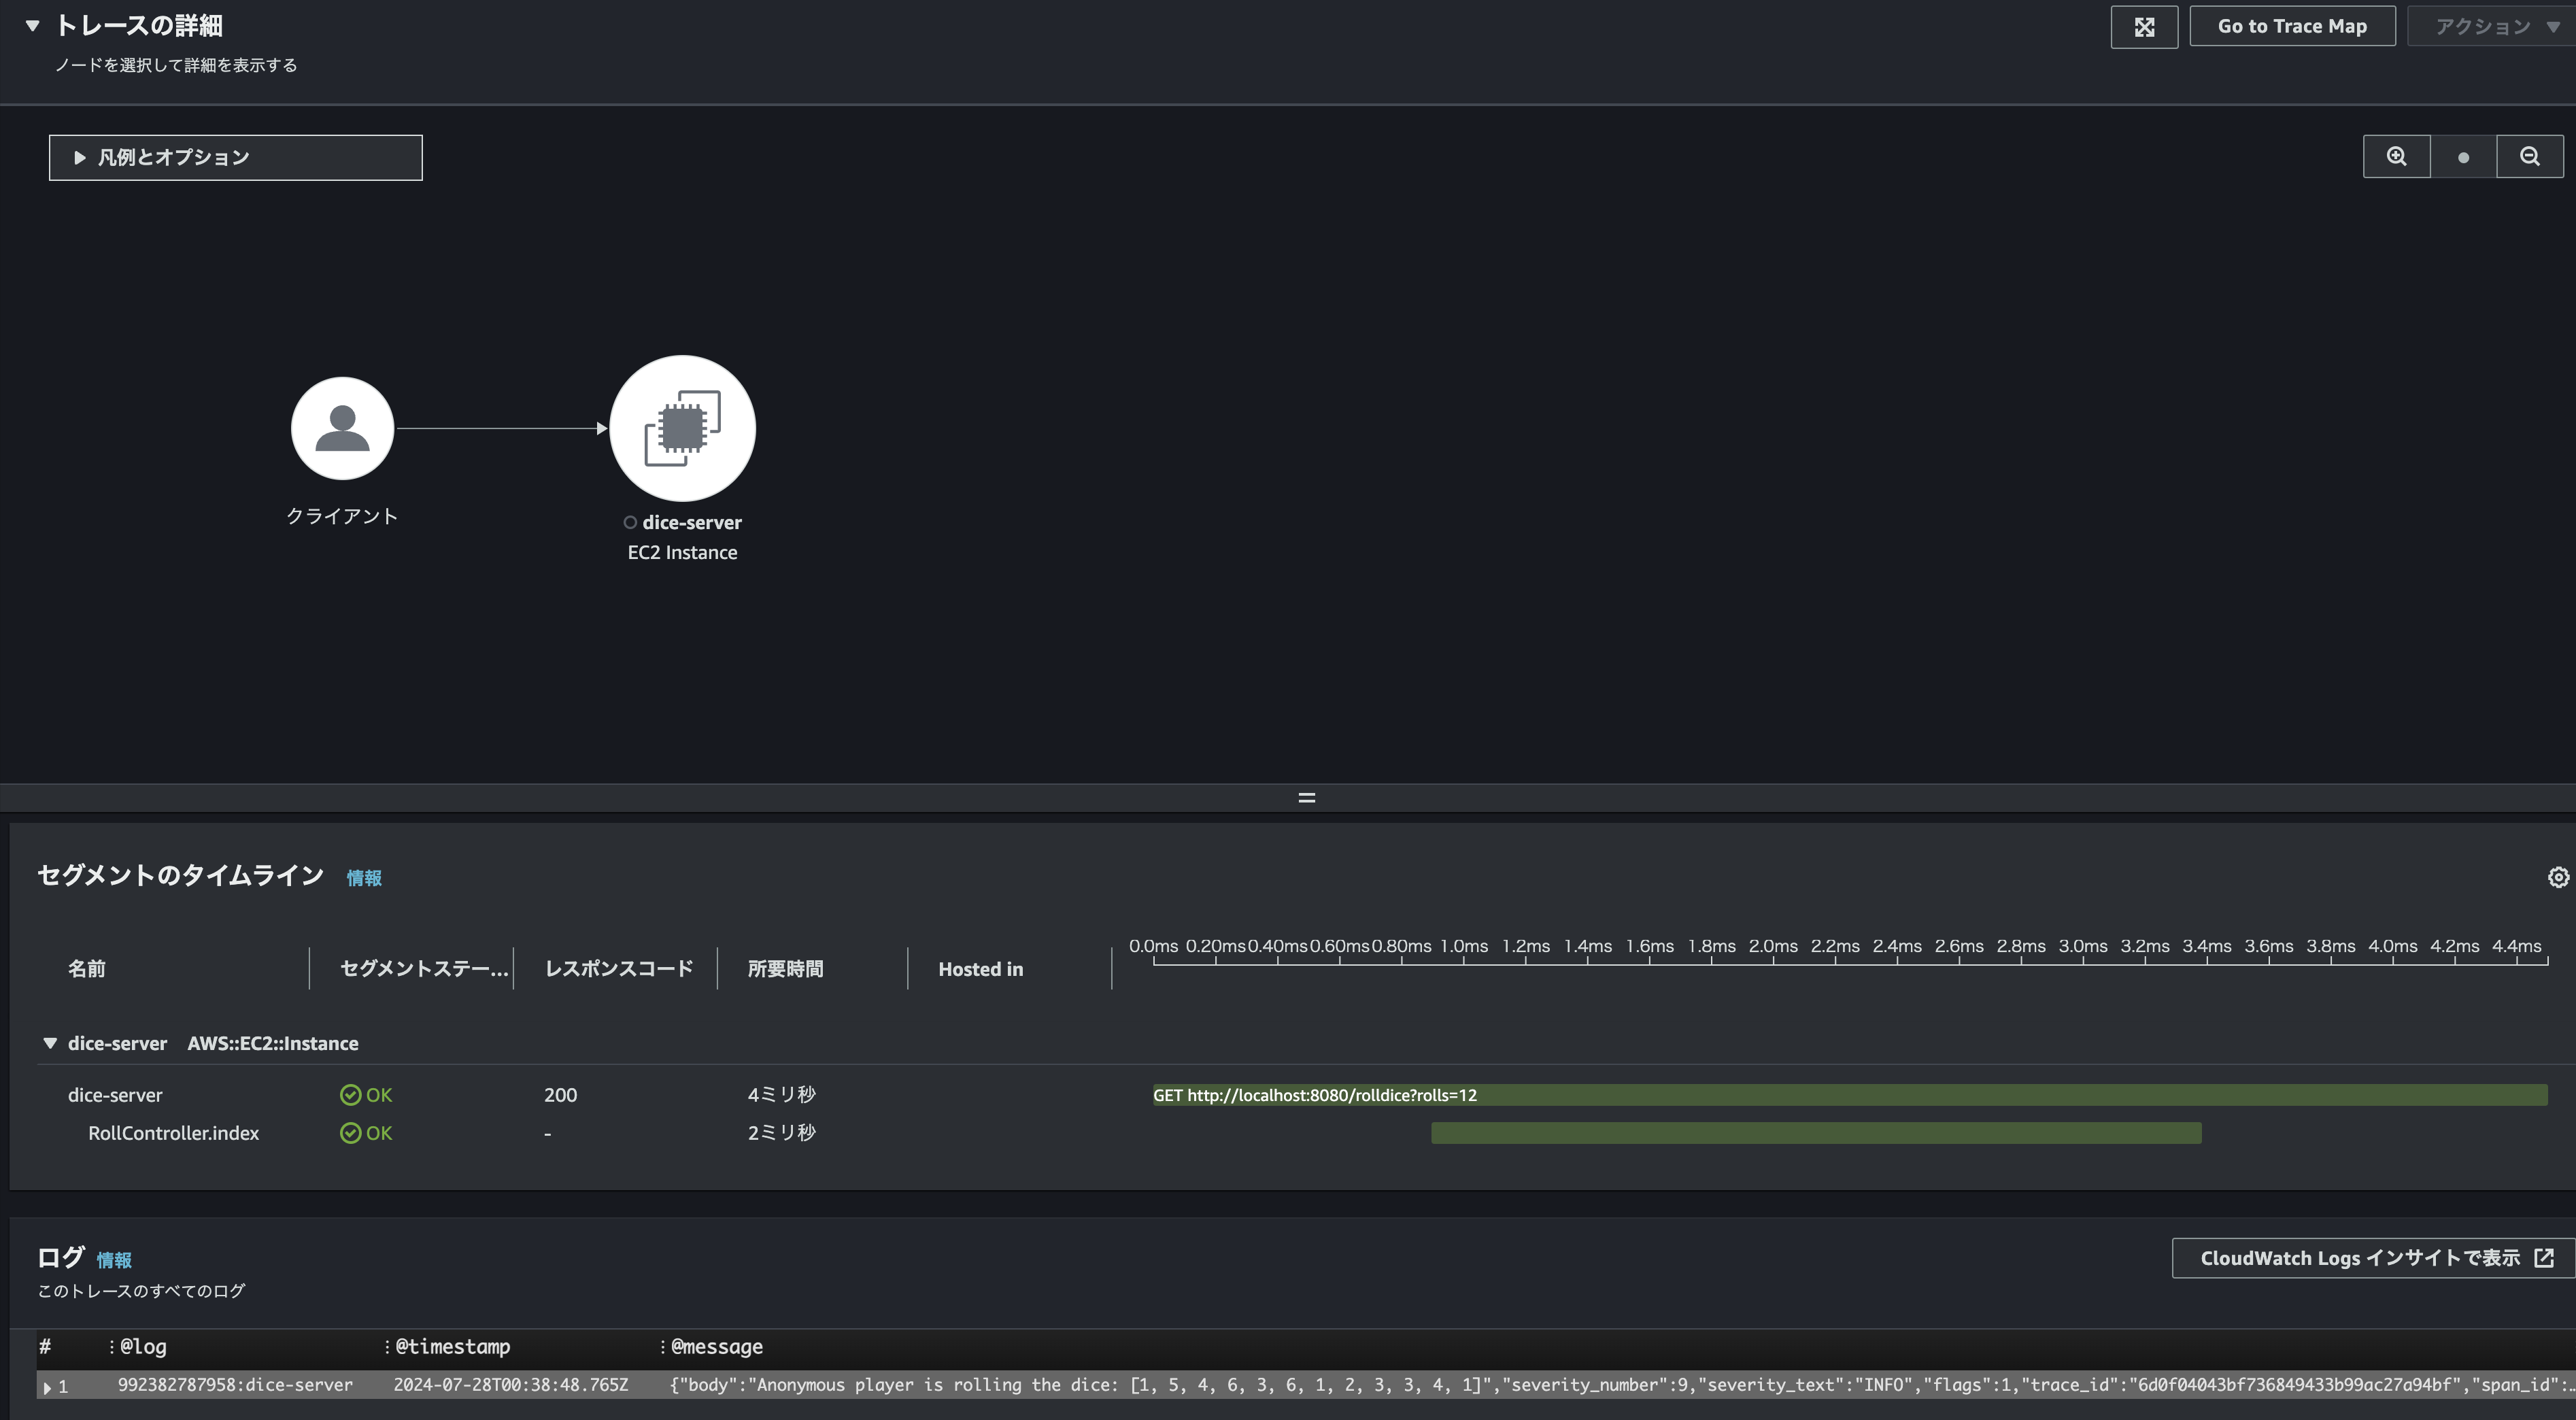 トレースの詳細
Go to Trace Map
アクション
ノードを選択して詳細を表示する
凡例とオプション
クライアント
dice-server
EC2 Instance
セグメントのタイムライン 情報
0.0ms 0.20ms 0.40ms 0.60ms 0.80ms 1.0ms 1.2ms 1.4ms 1.6ms 1.8ms 2.0ms 2.2ms 2.4ms 2.6ms 2.8ms 3.0ms 3.2ms 3.4ms 3.6ms 3.8ms 4.0ms 4.2ms 4.4ms
名前 セグメントステー... レスポンスコード 所要時間 Hosted in
dice-server AWS::EC2::Instance
dice-server OK 200 4ミリ秒 GET http://localhost:8080/rolldice?rolls=12
RollController.index OK - 2ミリ秒
ログ 情報
CloudWatch Logs インサイトで表示
このトレースのすべてのログ
# @log @timestamp @message
1 992382787958:dice-server 2024-07-28T00:38:48.765Z {"body":"Anonymous player is rolling the dice: [1, 5, 4, 6, 3, 6, 1, 2, 3, 3, 4, 1]","severity_number":9,"severity_text":"INFO","flags":1,"trace_id":"6d0f04043bf736849433b99ac27a94bf","span_id":…